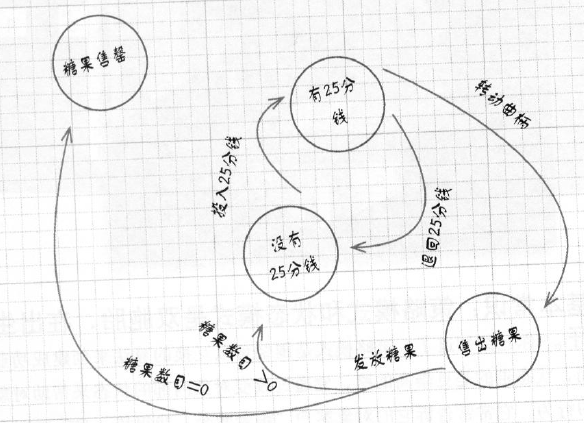 糖果售罄
有25分
钱
转动曲柄
投入25分钱
退回25分钱
没有
25分钱
糖果数目
>0
发放糖果
售出糖果
糖果数目=0